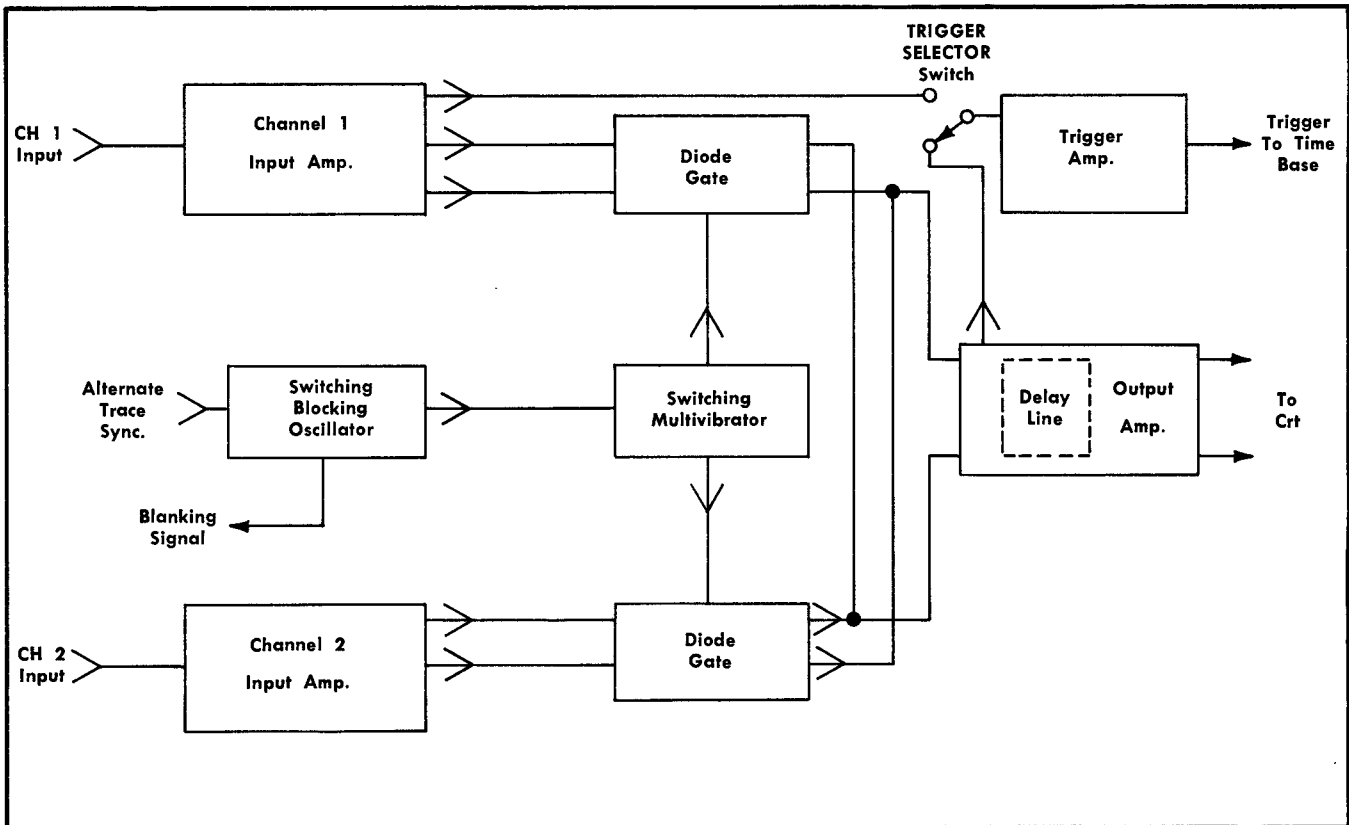 TRIGGER
SELECTOR
Switch
CH 1
Input
Channel 1
Input Amp.
Diode
Gate
Trigger
Amp.
Trigger
To Time
Base
Alternate
Trace
Sync.
Switching
Blocking
Oscillator
Switching
Multivibrator
Delay
Line
Output
Amp.
To
Crt
Blanking
Signal
CH 2
Input
Channel 2
Input Amp.
Diode
Gate